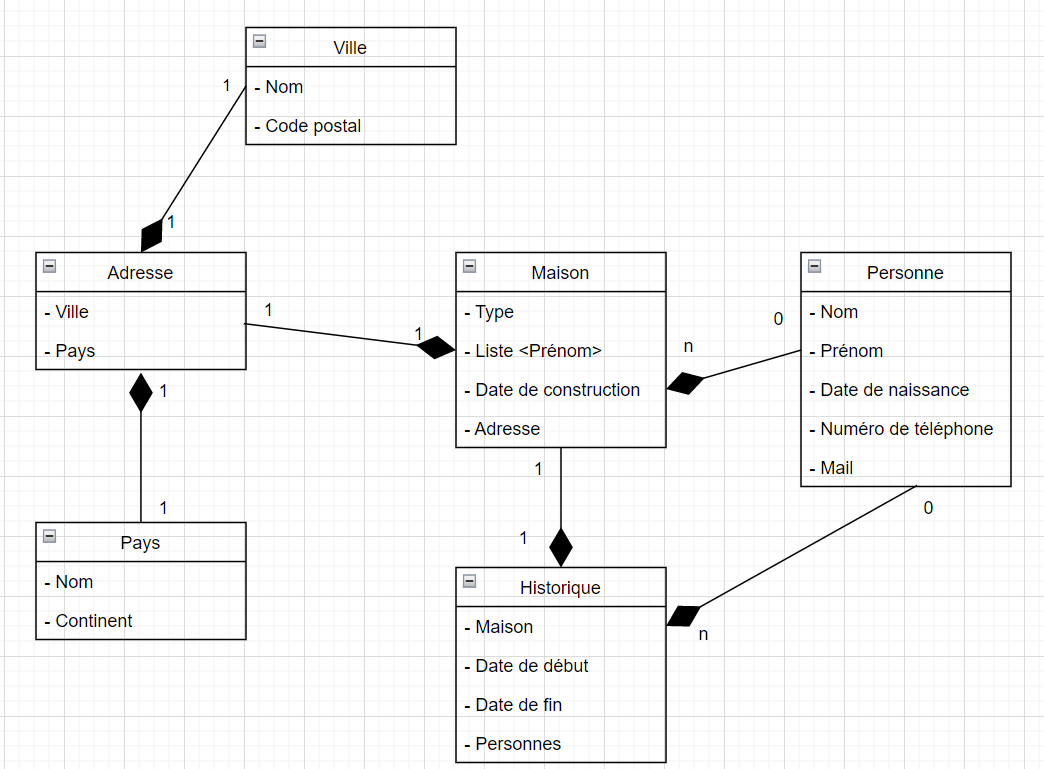 Ville
1
- Nom
- Code postal
1
Adresse
- Ville
- Pays
1
1
Maison
- Type
- Liste <Prénom>
- Date de construction
- Adresse
n
0
Personne
- Nom
- Prénom
- Date de naissance
- Numéro de téléphone
- Mail
1
1
Pays
- Nom
- Continent
1
1
Historique
- Maison
- Date de début
- Date de fin
- Personnes
0
n